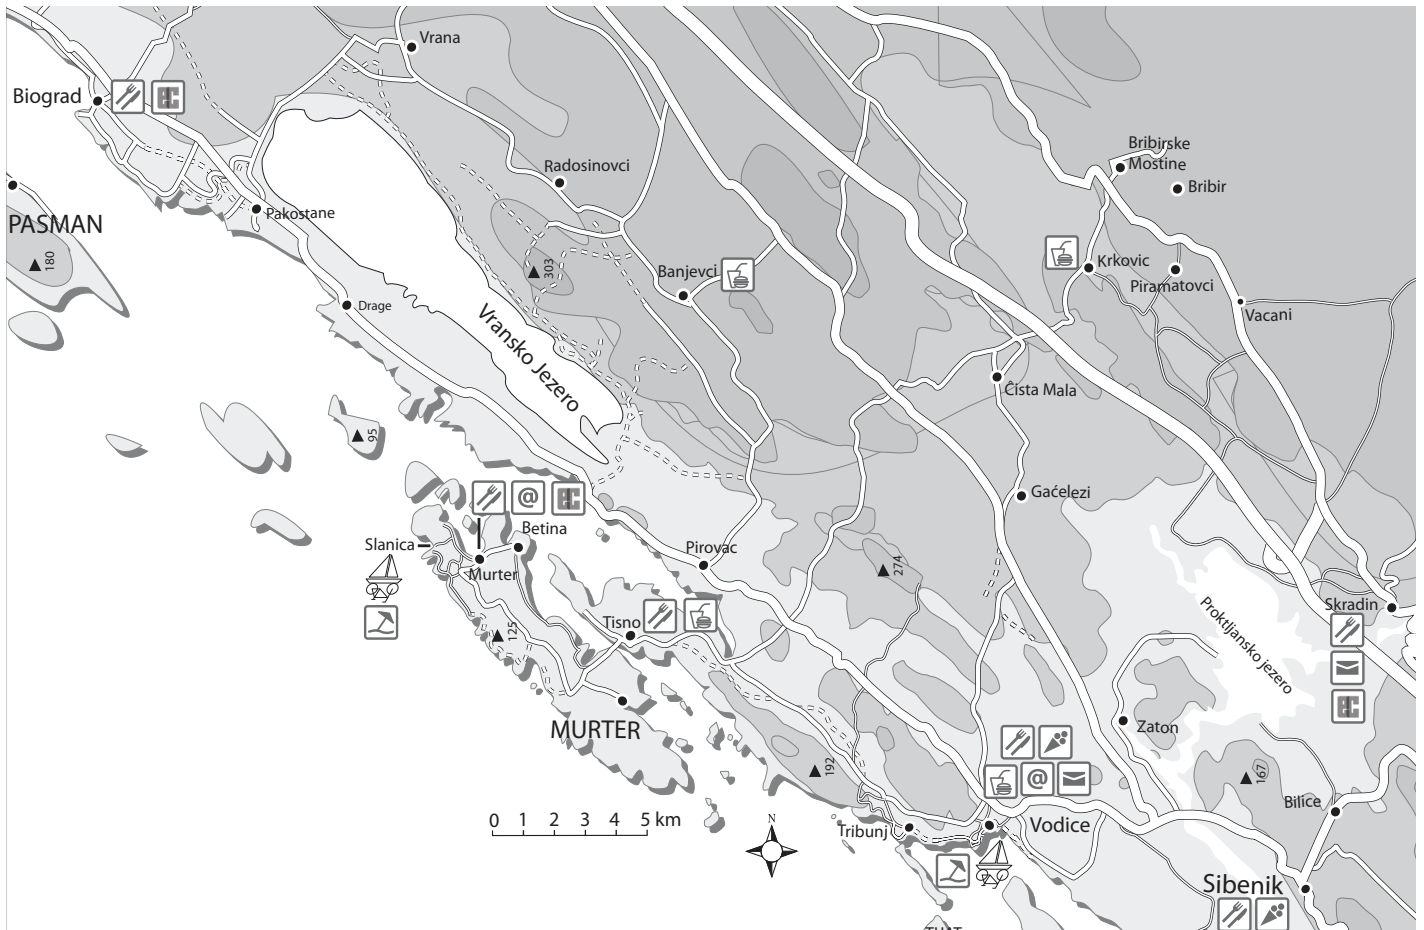 Vrana
Biograd
Bribirske
Mostine
Radosinovci
Bribir
Pakostane
PASMAN
180
303
Banjevci
Krkovic
Piramatovci
Drage
Vacani
Vransko Jezero
Ĉista Mala
95
Gaćelezi
@
Betina
Slanica
Murter
Pirovac
274
Tisno
125
Skradin
Proktljansko jezero
MURTER
Zaton
192
@
167
0 1 2 3 4 5 km
N
Tribunj
Vodice
Bilice
Sibenik